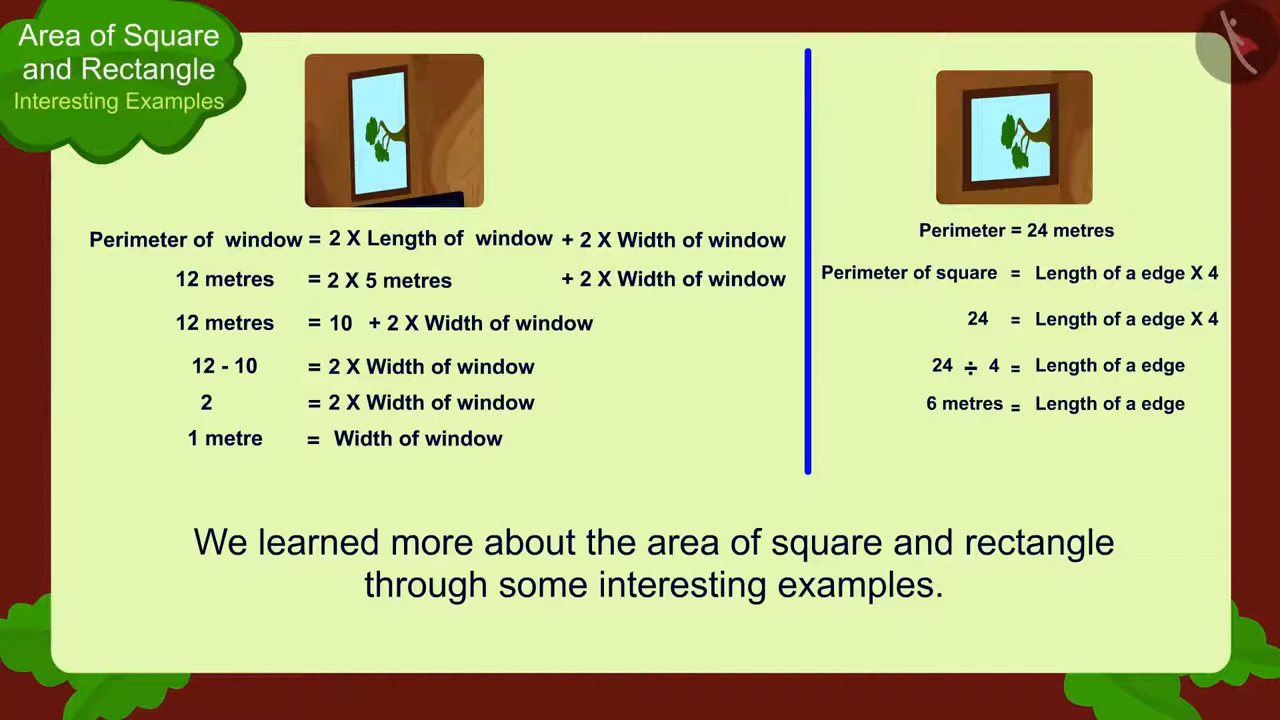 Area of Square
and Rectangle
Interesting Examples
Perimeter of window = 2 X Length of window + 2 X Width of window
12 metres = 2 X 5 metres + 2 X Width of window
12 metres = 10 + 2 X Width of window
12 - 10 = 2 X Width of window
2 = 2 X Width of window
1 metre = Width of window
Perimeter = 24 metres
Perimeter of square = Length of a edge X 4
24 = Length of a edge X 4
24 ÷ 4 = Length of a edge
6 metres = Length of a edge
We learned more about the area of square and rectangle
through some interesting examples.